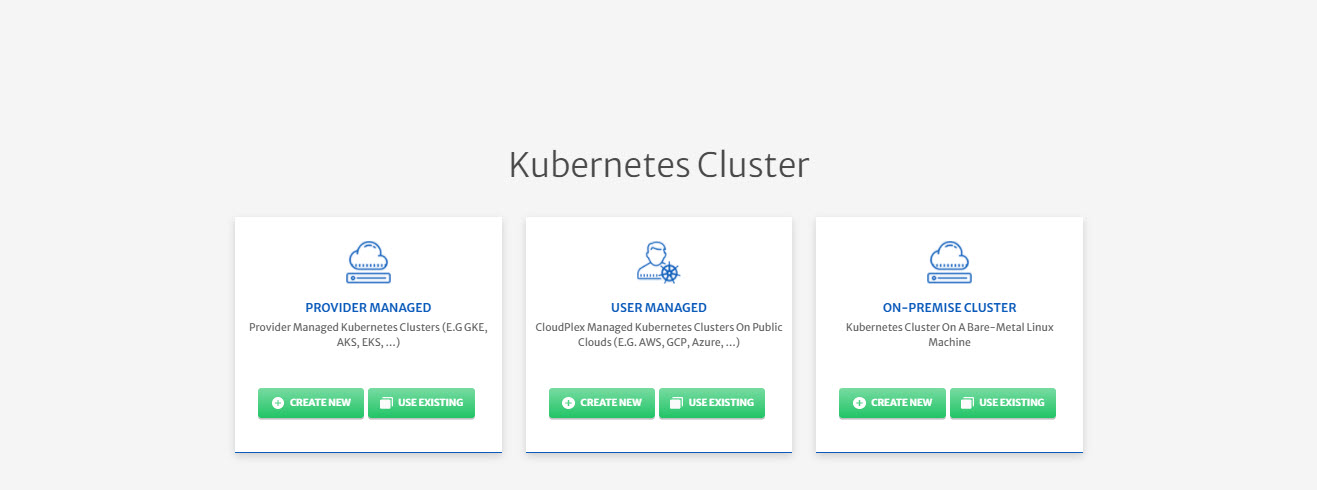 Kubernetes Cluster
PROVIDER MANAGED
Provider Managed Kubernetes Clusters (E.G GKE,
AKS, EKS, ...)
CREATE NEW
USE EXISTING
USER MANAGED
CloudPlex Managed Kubernetes Clusters On Public
Clouds (E.G. AWS, GCP, Azure, ...)
CREATE NEW
USE EXISTING
ON-PREMISE CLUSTER
Kubernetes Cluster On A Bare-Metal Linux
Machine
CREATE NEW
USE EXISTING